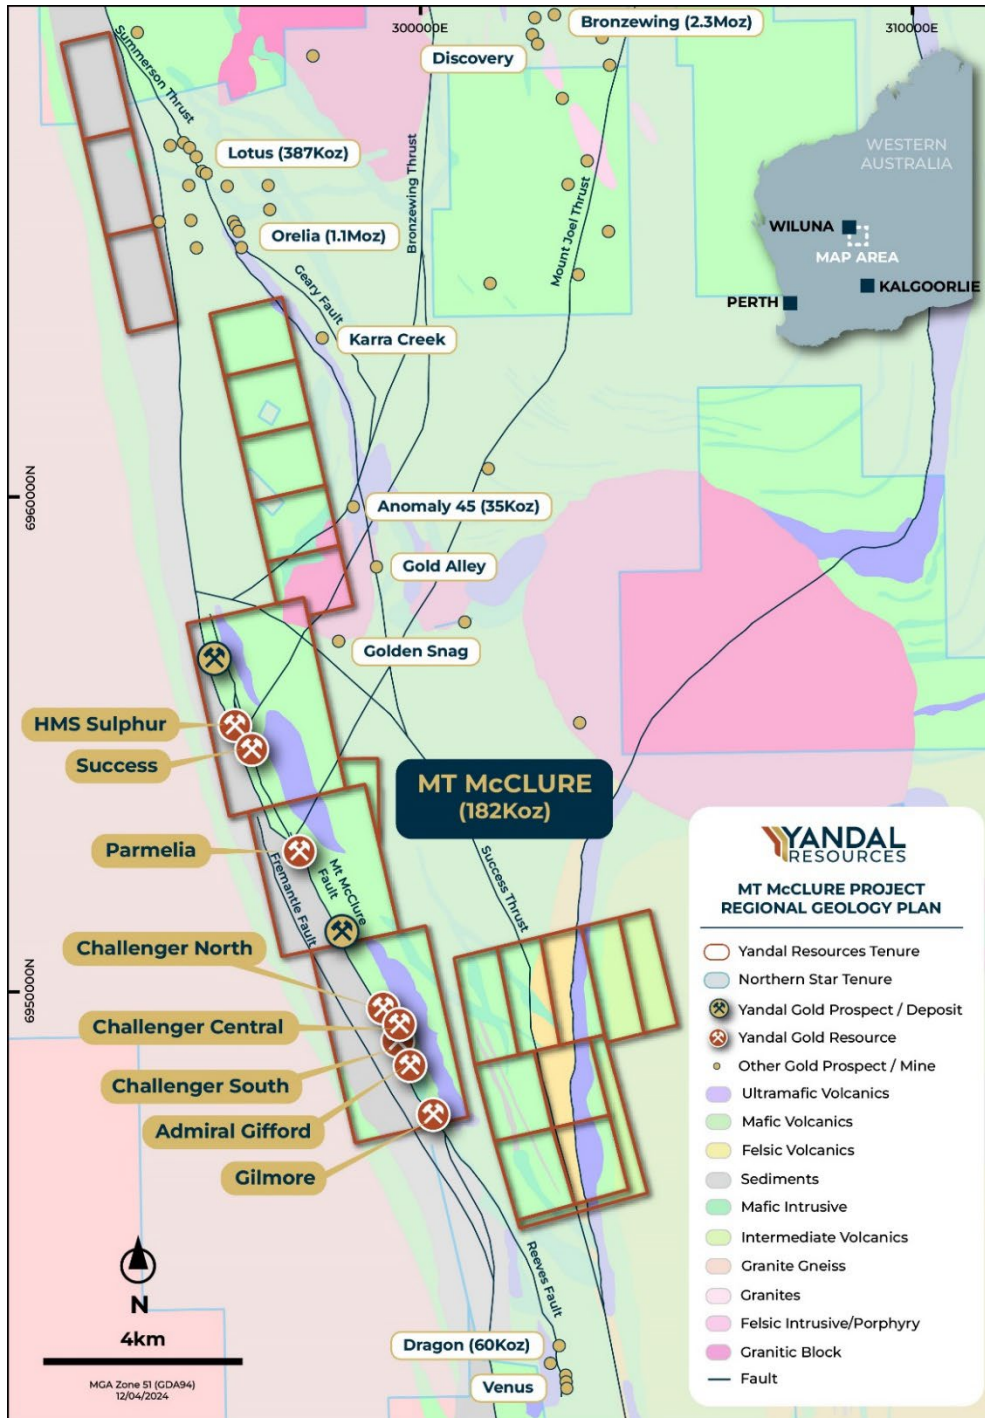 300000E
310000E
Bronzewing (2.3Moz)
Discovery
Summerson Thrust
Lotus (387Koz)
Bronzewing Thrust
Mount Joel Thrust
Orelia (1.1Moz)
Geary Fault
Karra Creek
WESTERN
AUSTRALIA
WILUNA
MAP AREA
KALGOORLIE
PERTH
6960000N
Anomaly 45 (35Koz)
Gold Alley
Golden Snag
HMS Sulphur
Success
MT McCLURE
(182Koz)
Parmelia
Mt McClure
Fault
Fremantle Fault
Success Thrust
Challenger North
6950000N
Challenger Central
Challenger South
Admiral Gifford
Gilmore
Reeves Fault
Dragon (60Koz)
Venus
N
4km
MGA Zone 51 (GDA94)
12/04/2024
YANDAL
RESOURCES
MT McCLURE PROJECT
REGIONAL GEOLOGY PLAN
Yandal Resources Tenure
Northern Star Tenure
Yandal Gold Prospect / Deposit
Yandal Gold Resource
Other Gold Prospect / Mine
Ultramafic Volcanics
Mafic Volcanics
Felsic Volcanics
Sediments
Mafic Intrusive
Intermediate Volcanics
Granite Gneiss
Granites
Felsic Intrusive/Porphyry
Granitic Block
Fault